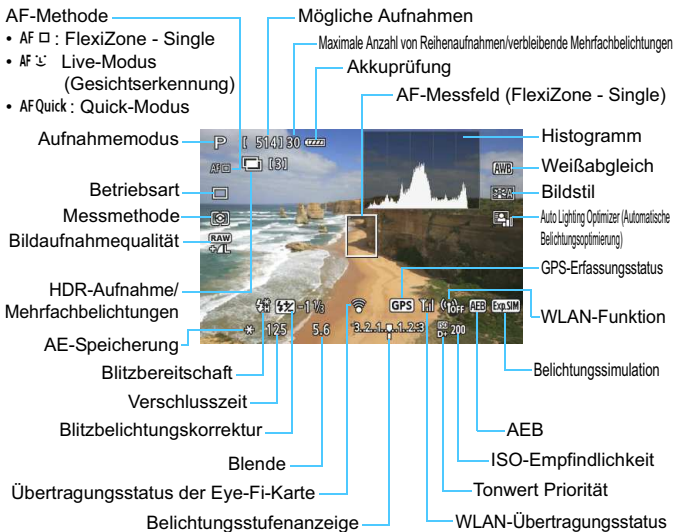 AF-Methode
• AF□ : FlexiZone - Single
• AF Live-Modus
(Gesichtserkennung)
• AFQuick : Quick-Modus
Mögliche Aufnahmen
Maximale Anzahl von Reihenaufnahmen/verbleibende Mehrfachbelichtungen
Akkuprüfung
AF-Messfeld (FlexiZone - Single)
Aufnahmemodus
Betriebsart
Messmethode
Bildaufnahmequalität
HDR-Aufnahme/
Mehrfachbelichtungen
AE-Speicherung
Blitzbereitschaft
Verschlusszeit
Blitzbelichtungskorrektur
Blende
Übertragungsstatus der Eye-Fi-Karte
Belichtungsstufenanzeige
P [ 514] 30
AF□ [3]
RAW
+L
AWB
-1 1/3 GPS OFF AEB Exp.SIM
125 5.6 3..2..1..1..2..3 D+ 200
Histogramm
Weißabgleich
Bildstil
Auto Lighting Optimizer (Automatische
Belichtungsoptimierung)
GPS-Erfassungsstatus
WLAN-Funktion
Belichtungssimulation
AEB
ISO-Empfindlichkeit
Tonwert Priorität
WLAN-Übertragungsstatus